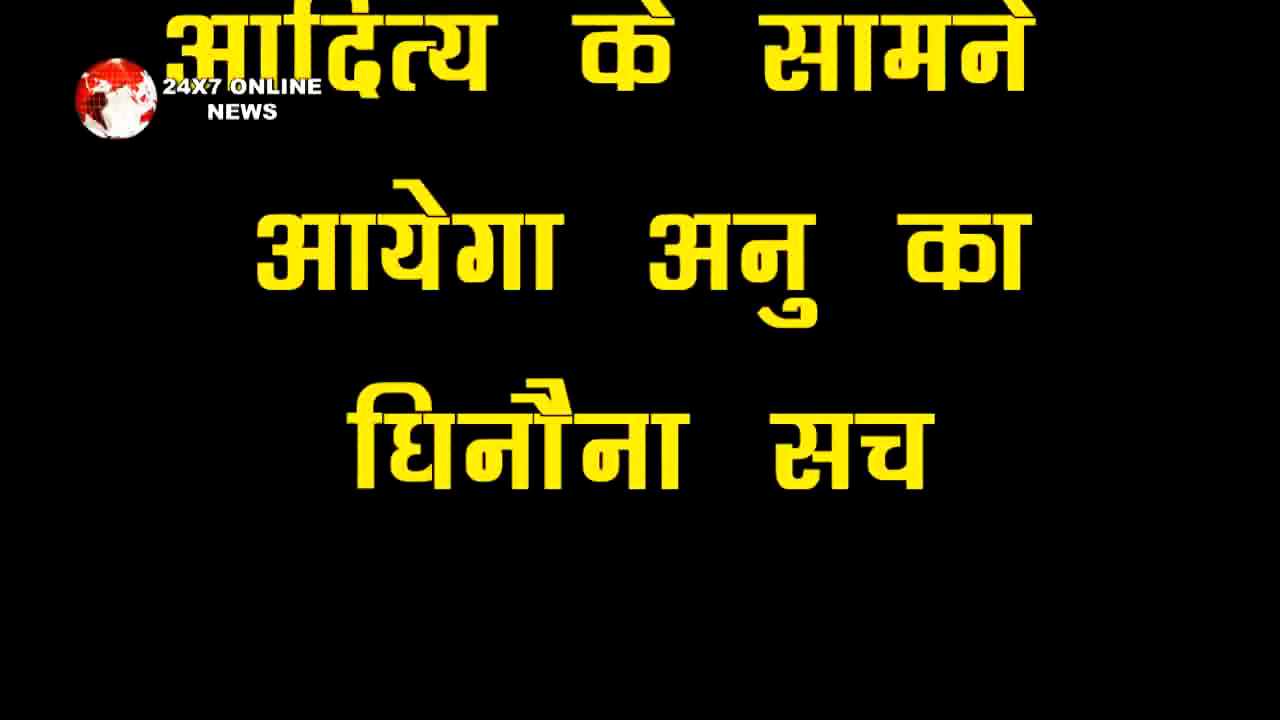 आदित्य के सामने
24X7 ONLINE
NEWS
आयेगा अनु का
घिनौना सच